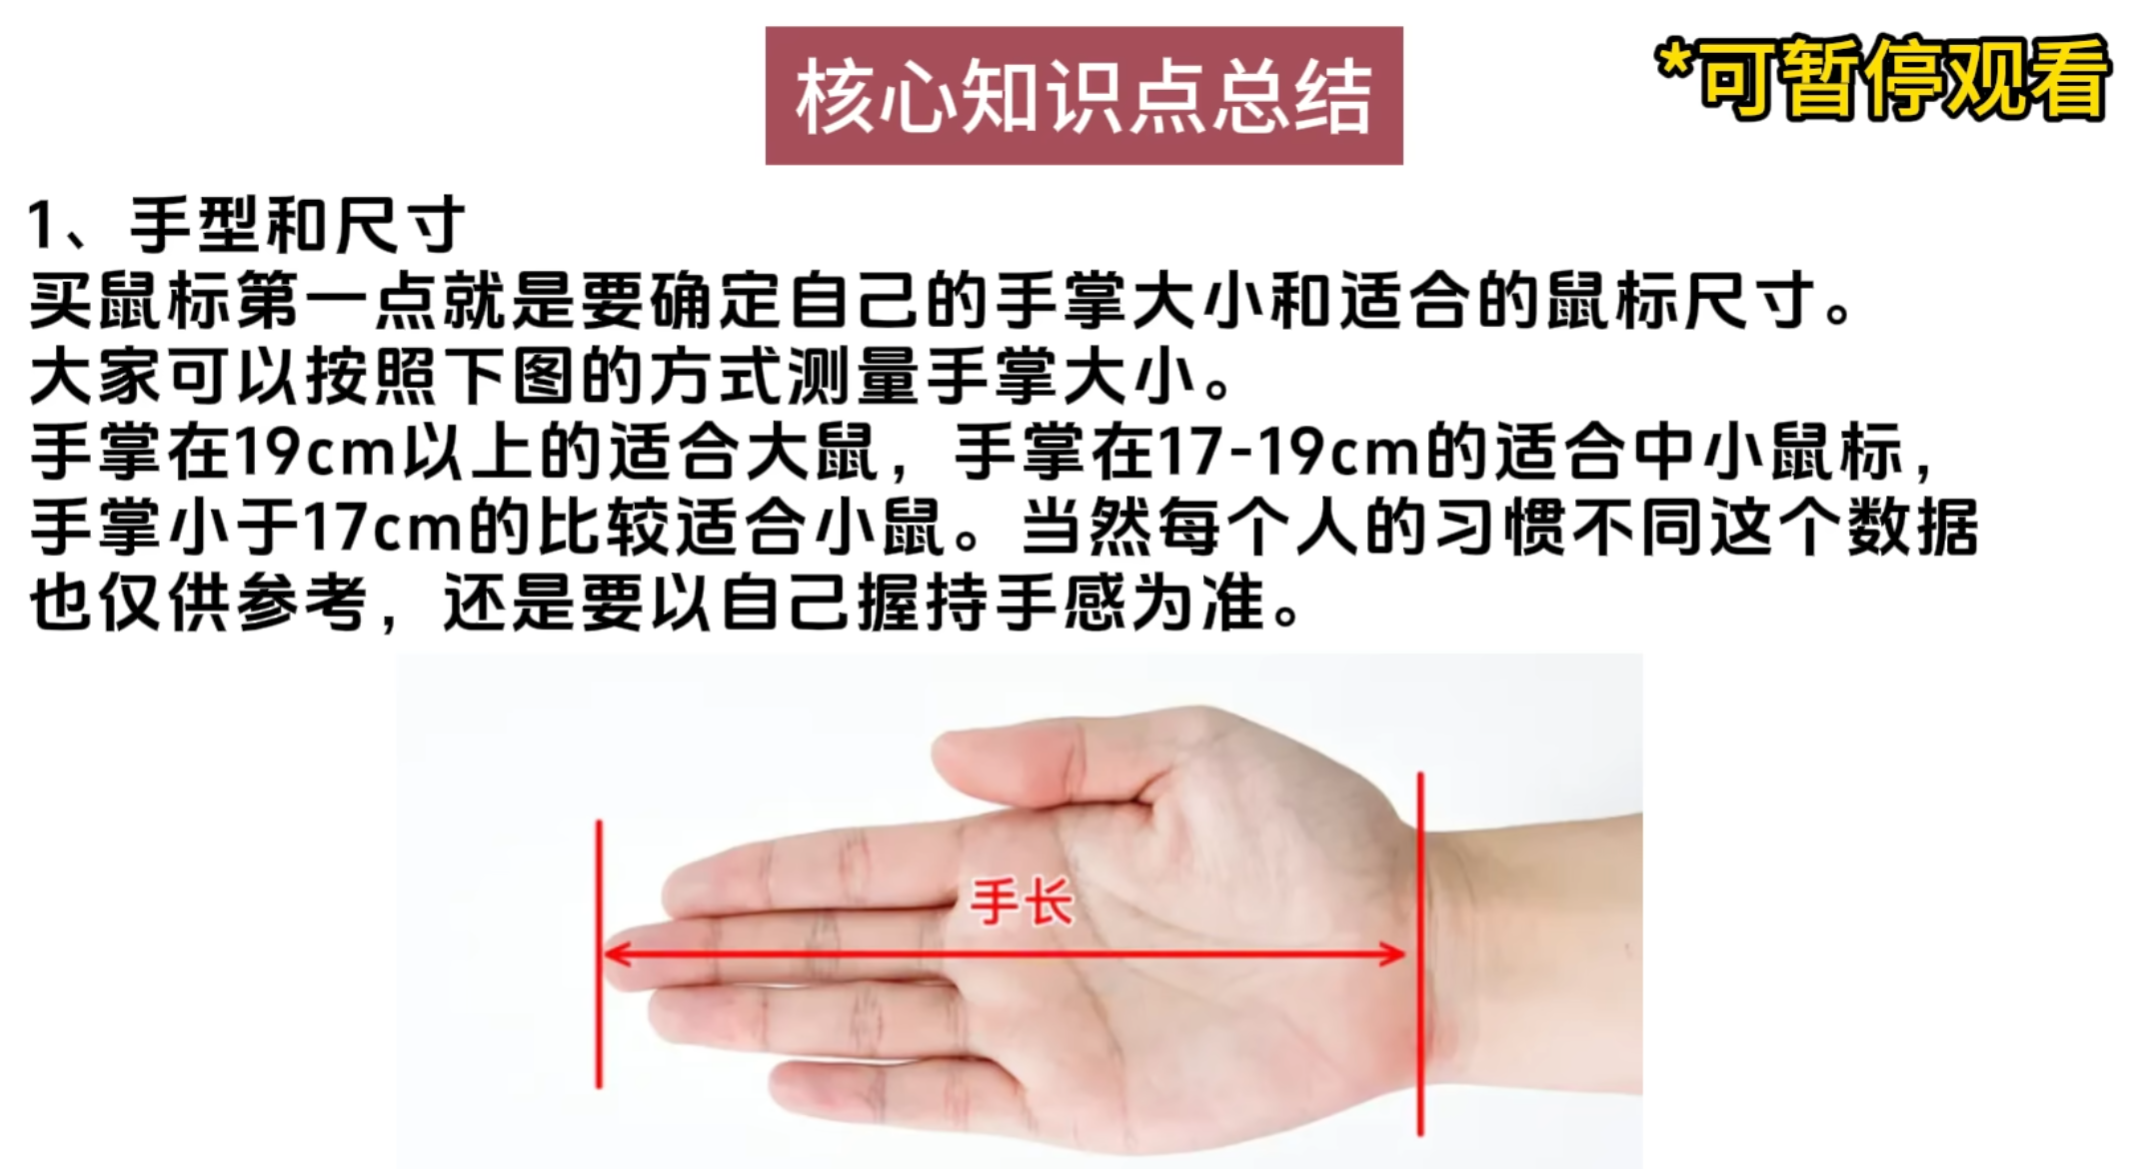 核心知识点总结
*可暂停观看
1、手型和尺寸
买鼠标第一点就是要确定自己的手掌大小和适合的鼠标尺寸。
大家可以按照下图的方式测量手掌大小。
手掌在19cm以上的适合大鼠，手掌在17-19cm的适合中小鼠标，
手掌小于17cm的比较适合小鼠。当然每个人的习惯不同这个数据
也仅供参考，还是要以自己握持手感为准。
手长